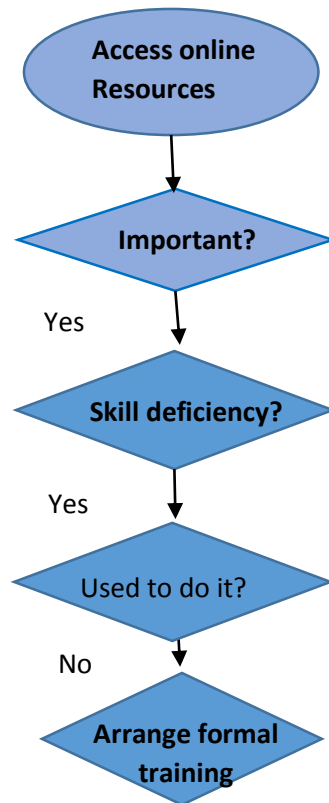 Access online
Resources
Important?
Yes
Skill deficiency?
Yes
Used to do it?
No
Arrange formal
training